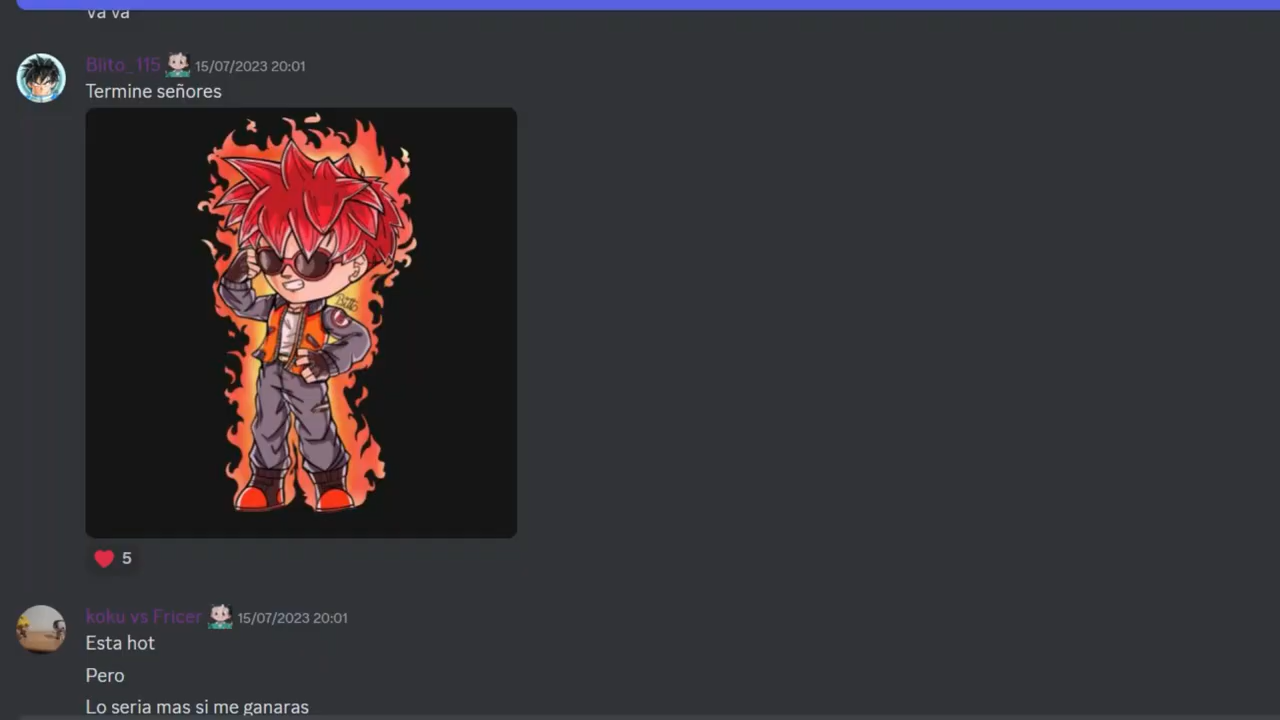 va va
Blito_115 15/07/2023 20:01
Termine señores
5
koku vs Fricer 15/07/2023 20:01
Esta hot
Pero
Lo seria mas si me ganaras